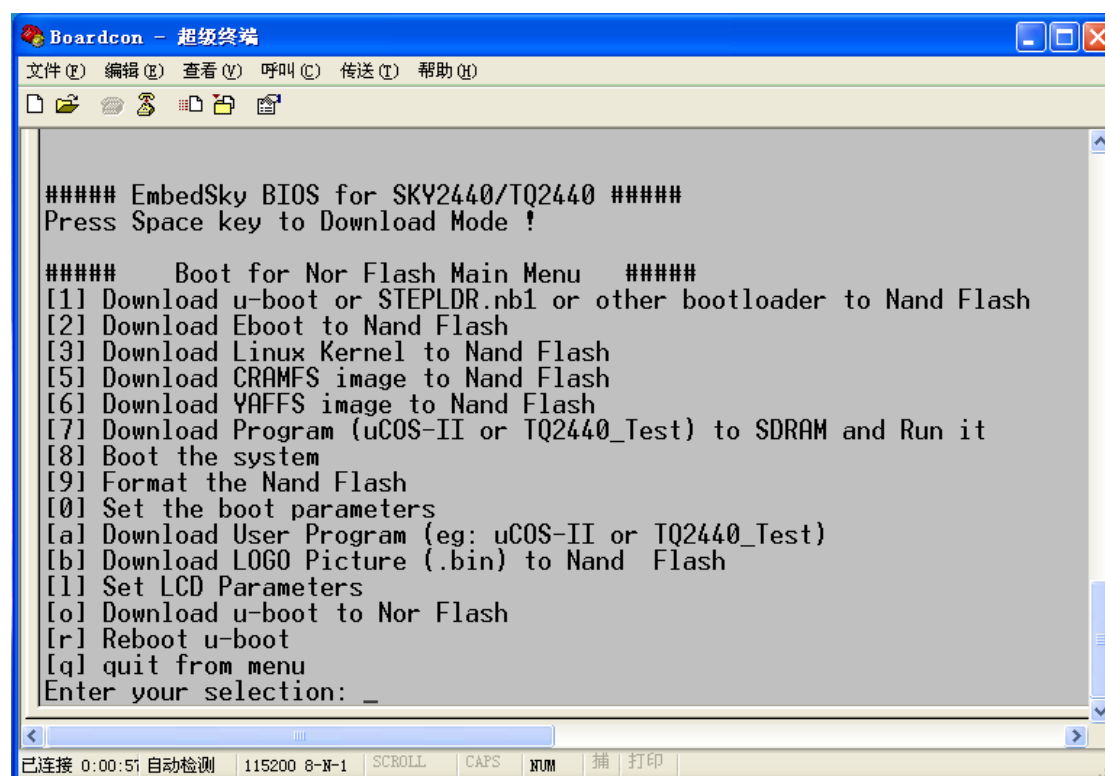 Boardcon - 超级终端
文件(F) 编辑(E) 查看(V) 呼叫(C) 传送(T) 帮助(H)
##### EmbedSky BIOS for SKY2440/TQ2440 #####
Press Space key to Download Mode !
##### Boot for Nor Flash Main Menu #####
[1] Download u-boot or STEPLDR.nb1 or other bootloader to Nand Flash
[2] Download Eboot to Nand Flash
[3] Download Linux Kernel to Nand Flash
[5] Download CRAMFS image to Nand Flash
[6] Download YAFFS image to Nand Flash
[7] Download Program (uCOS-II or TQ2440_Test) to SDRAM and Run it
[8] Boot the system
[9] Format the Nand Flash
[0] Set the boot parameters
[a] Download User Program (eg: uCOS-II or TQ2440_Test)
[b] Download LOGO Picture (.bin) to Nand  Flash
[l] Set LCD Parameters
[o] Download u-boot to Nor Flash
[r] Reboot u-boot
[q] quit from menu
Enter your selection: _
已连接 0:00:57 自动检测 115200 8-N-1 SCROLL CAPS NUM 捕 打印